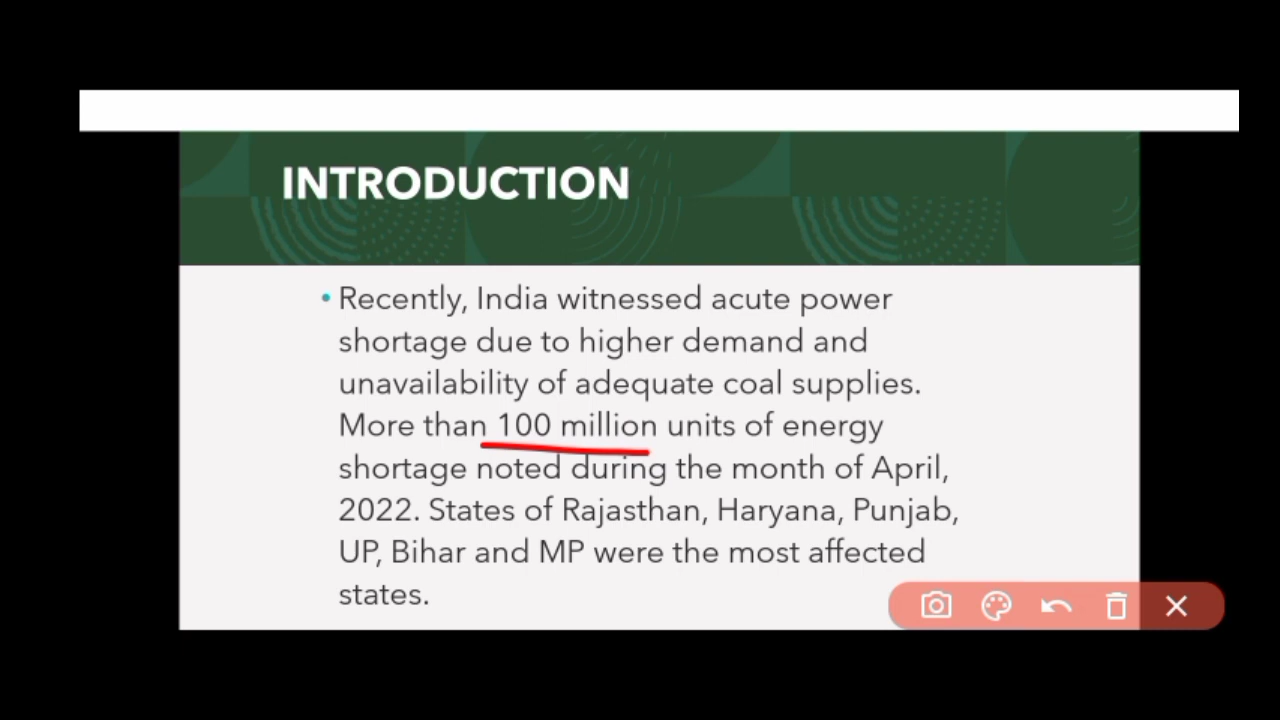 INTRODUCTION
• Recently, India witnessed acute power
shortage due to higher demand and
unavailability of adequate coal supplies.
More than 100 million units of energy
shortage noted during the month of April,
2022. States of Rajasthan, Haryana, Punjab,
UP, Bihar and MP were the most affected
states.